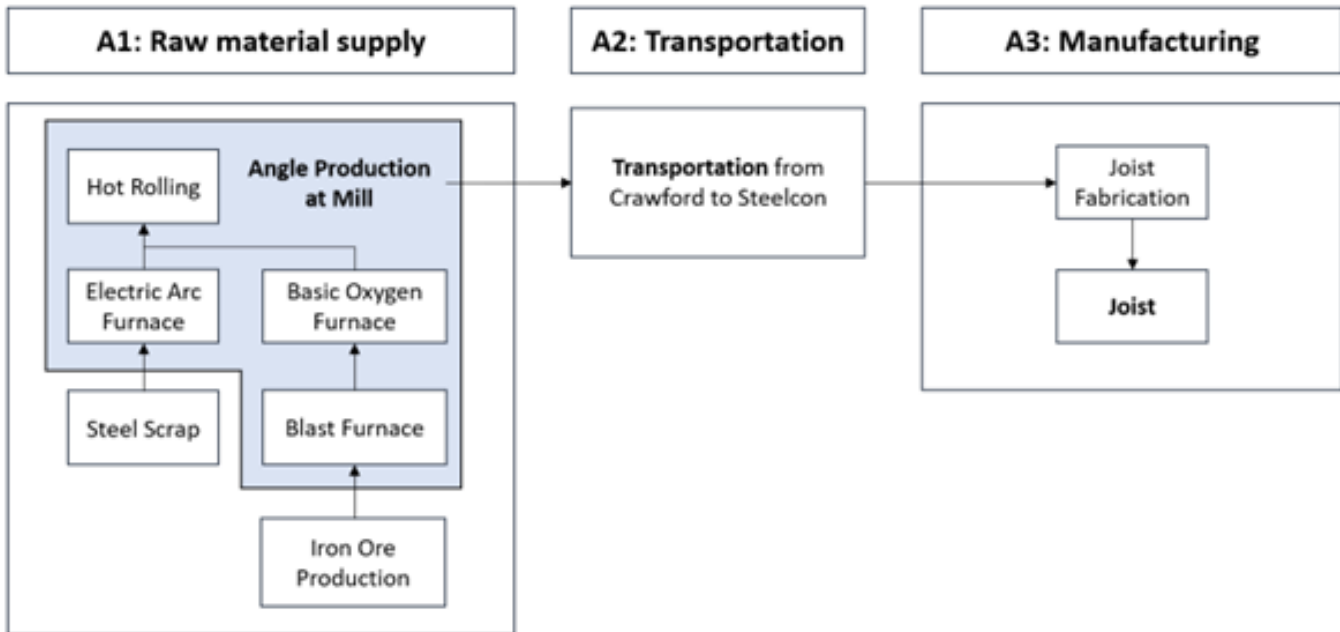 A1: Raw material supply
A2: Transportation
A3: Manufacturing
Hot Rolling
Angle Production
at Mill
Electric Arc
Furnace
Basic Oxygen
Furnace
Steel Scrap
Blast Furnace
Iron Ore
Production
Transportation from
Crawford to Steelcon
Joist
Fabrication
Joist